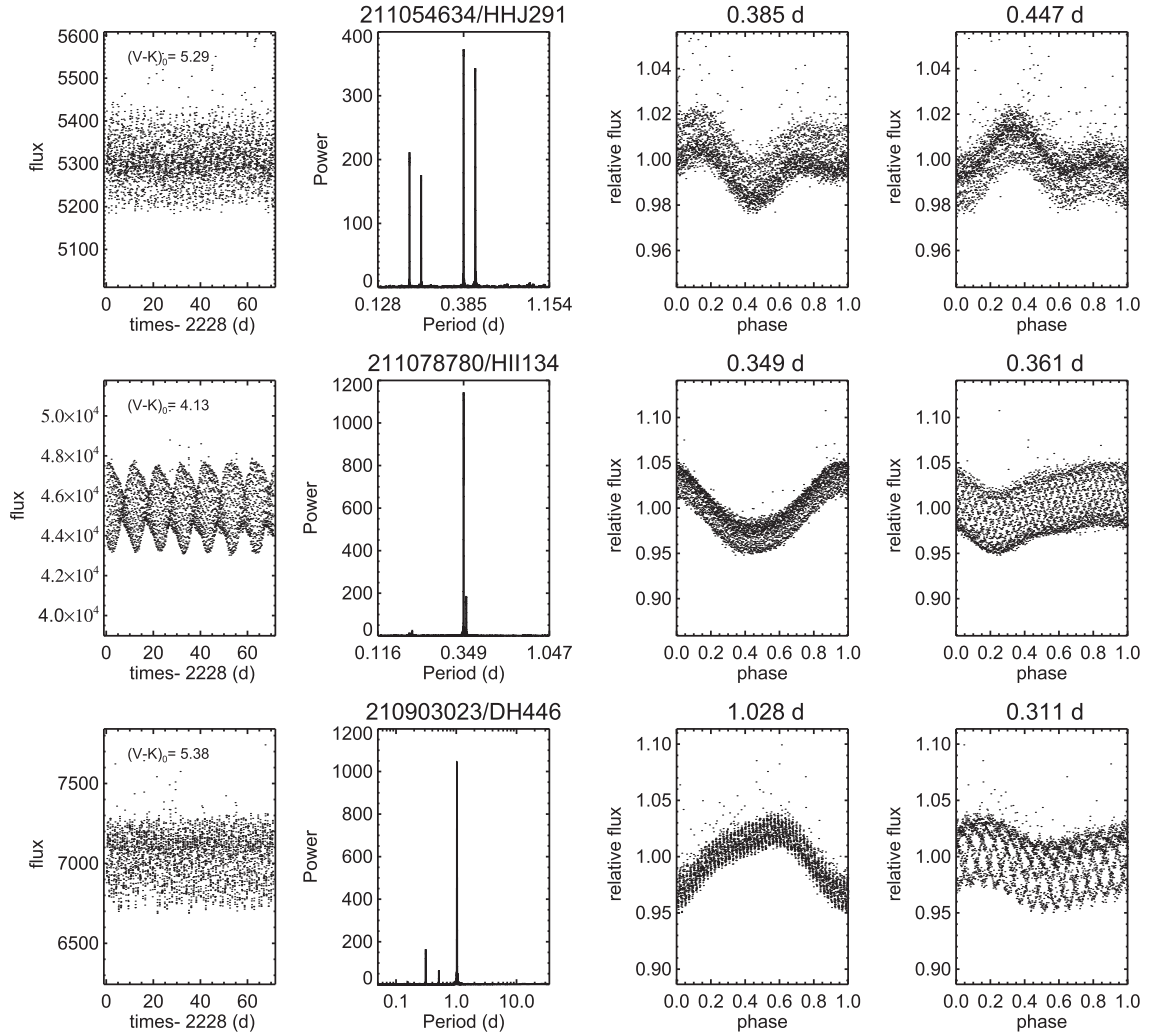 211054634/HHJ291
0.385 d
0.447 d
5600
5500
5400
5300
5200
5100
flux
(V-K)₀= 5.29
0 20 40 60
times- 2228 (d)
400
300
200
100
0
Power
0.128 0.385 1.154
Period (d)
1.04
1.02
1.00
0.98
0.96
relative flux
0.0 0.2 0.4 0.6 0.8 1.0
phase
1.04
1.02
1.00
0.98
0.96
relative flux
0.0 0.2 0.4 0.6 0.8 1.0
phase
211078780/HII134
0.349 d
0.361 d
5.0×10⁴
4.8×10⁴
4.6×10⁴
4.4×10⁴
4.2×10⁴
4.0×10⁴
flux
(V-K)₀= 4.13
0 20 40 60
times- 2228 (d)
1200
1000
800
600
400
200
0
Power
0.116 0.349 1.047
Period (d)
1.10
1.05
1.00
0.95
0.90
relative flux
0.0 0.2 0.4 0.6 0.8 1.0
phase
1.10
1.05
1.00
0.95
0.90
relative flux
0.0 0.2 0.4 0.6 0.8 1.0
phase
210903023/DH446
1.028 d
0.311 d
7500
7000
6500
flux
(V-K)₀= 5.38
0 20 40 60
times- 2228 (d)
1200
1000
800
600
400
200
0
Power
0.1 1.0 10.0
Period (d)
1.10
1.05
1.00
0.95
0.90
relative flux
0.0 0.2 0.4 0.6 0.8 1.0
phase
1.10
1.05
1.00
0.95
0.90
relative flux
0.0 0.2 0.4 0.6 0.8 1.0
phase